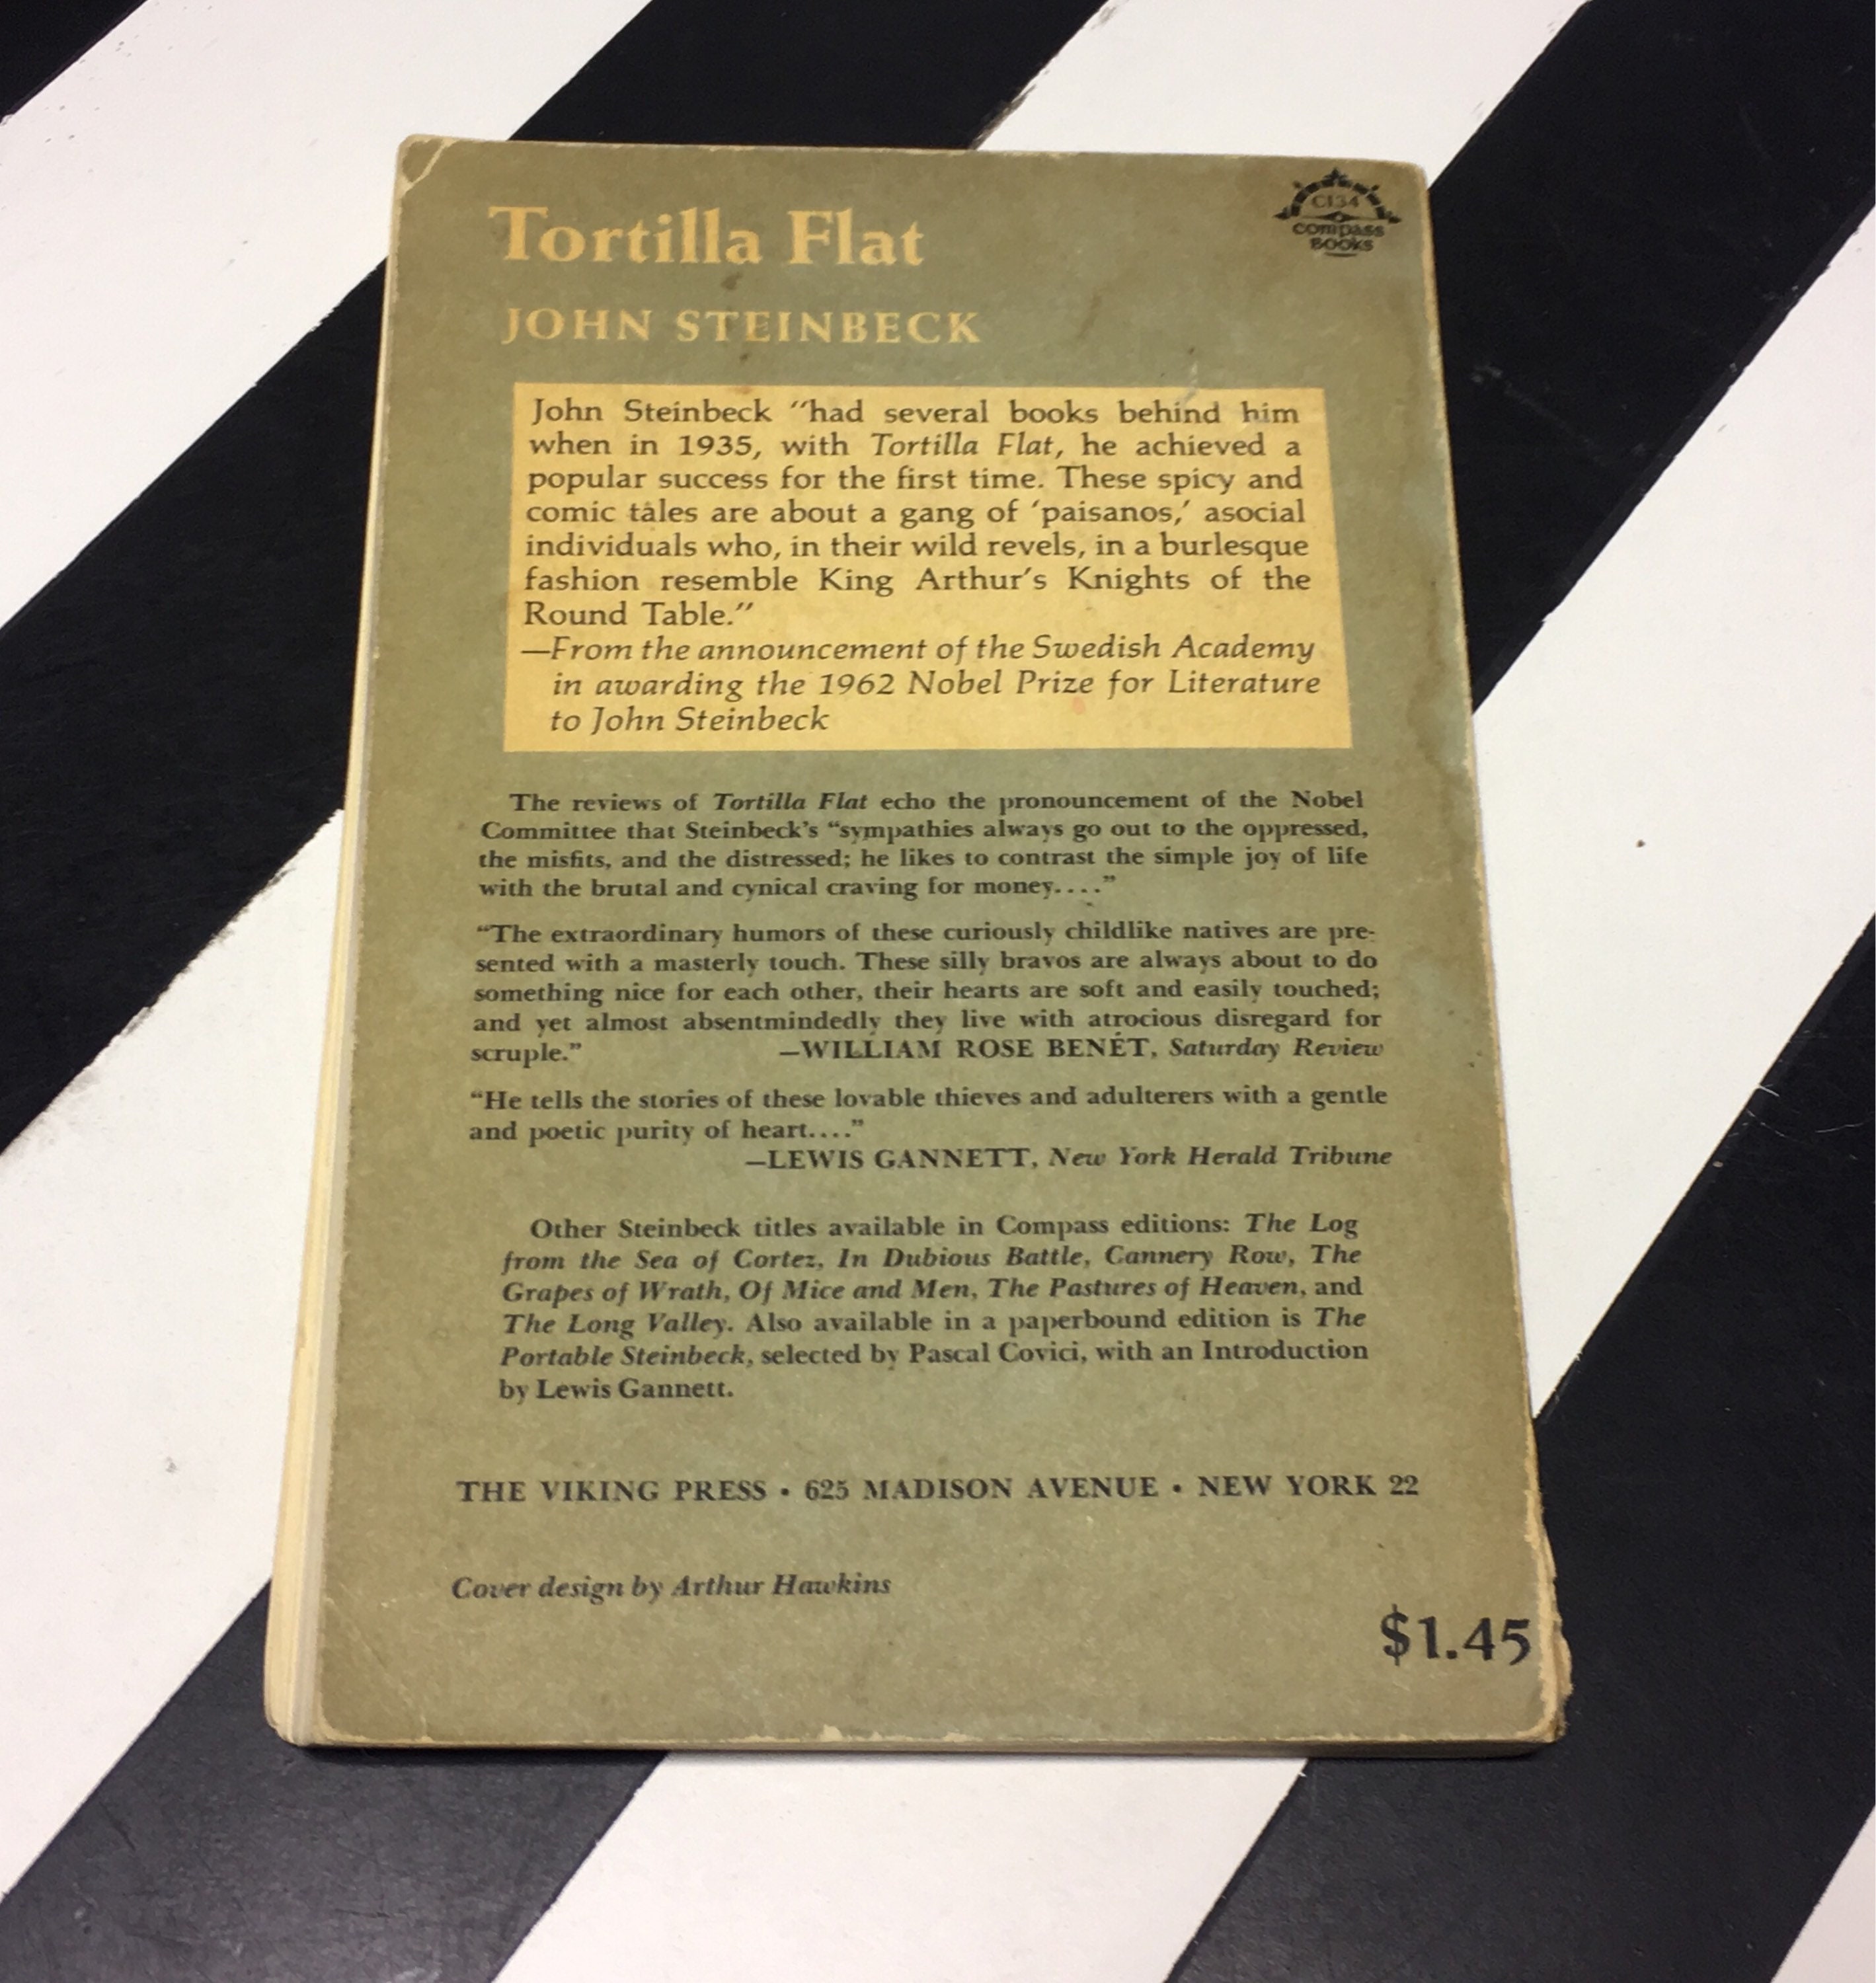 Tortilla Flat
C134
COMPASS
BOOKS
JOHN STEINBECK
John Steinbeck "had several books behind him
when in 1935, with Tortilla Flat, he achieved a
popular success for the first time. These spicy and
comic tales are about a gang of 'paisanos,' asocial
individuals who, in their wild revels, in a burlesque
fashion resemble King Arthur's Knights of the
Round Table."
—From the announcement of the Swedish Academy
in awarding the 1962 Nobel Prize for Literature
to John Steinbeck
The reviews of Tortilla Flat echo the pronouncement of the Nobel
Committee that Steinbeck's “sympathies always go out to the oppressed,
the misfits, and the distressed; he likes to contrast the simple joy of life
with the brutal and cynical craving for money....”
“The extraordinary humors of these curiously childlike natives are pre-
sented with a masterly touch. These silly bravos are always about to do
something nice for each other, their hearts are soft and easily touched;
and yet almost absentmindedly they live with atrocious disregard for
scruple.” —WILLIAM ROSE BENÉT, Saturday Review
“He tells the stories of these lovable thieves and adulterers with a gentle
and poetic purity of heart....”
—LEWIS GANNETT, New York Herald Tribune
Other Steinbeck titles available in Compass editions: The Log
from the Sea of Cortez, In Dubious Battle, Cannery Row, The
Grapes of Wrath, Of Mice and Men, The Pastures of Heaven, and
The Long Valley. Also available in a paperbound edition is The
Portable Steinbeck, selected by Pascal Covici, with an Introduction
by Lewis Gannett.
THE VIKING PRESS • 625 MADISON AVENUE • NEW YORK 22
Cover design by Arthur Hawkins
$1.45